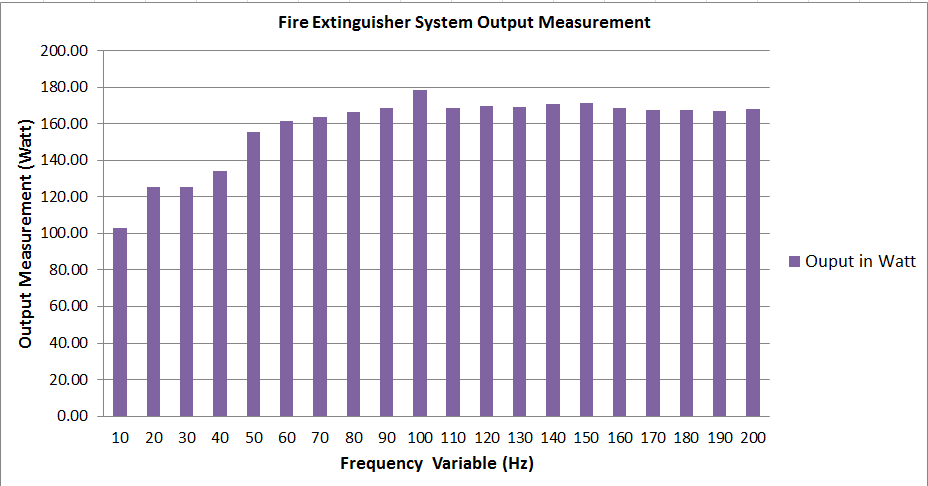 Fire Extinguisher System Output Measurement
200.00
180.00
160.00
140.00
120.00
100.00
80.00
60.00
40.00
20.00
0.00
Output Measurement (Watt)
10 20 30 40 50 60 70 80 90 100 110 120 130 140 150 160 170 180 190 200
Frequency Variable (Hz)
Ouput in Watt